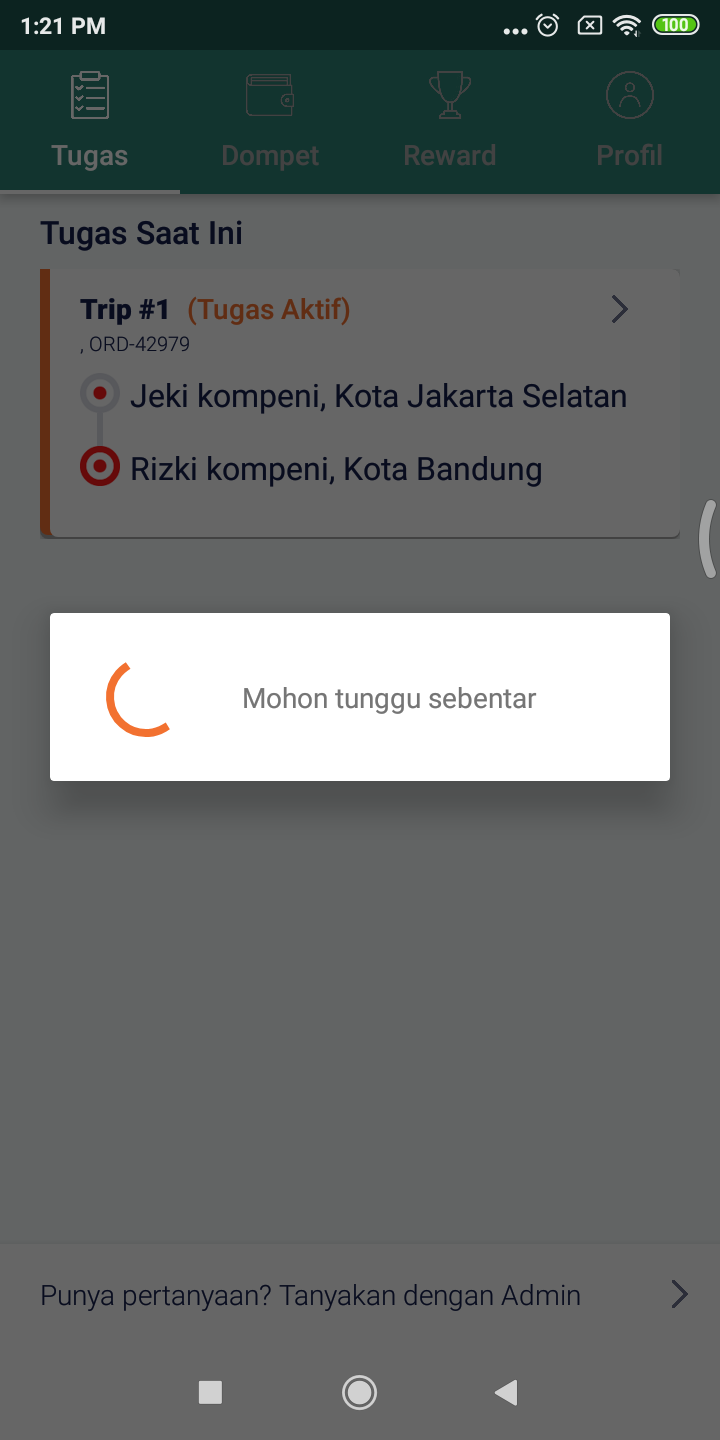 1:21 PM
100
Tugas
Dompet
Reward
Profil
Tugas Saat Ini
Trip #1 (Tugas Aktif)
, ORD-42979
Jeki kompeni, Kota Jakarta Selatan
Rizki kompeni, Kota Bandung
Mohon tunggu sebentar
Punya pertanyaan? Tanyakan dengan Admin